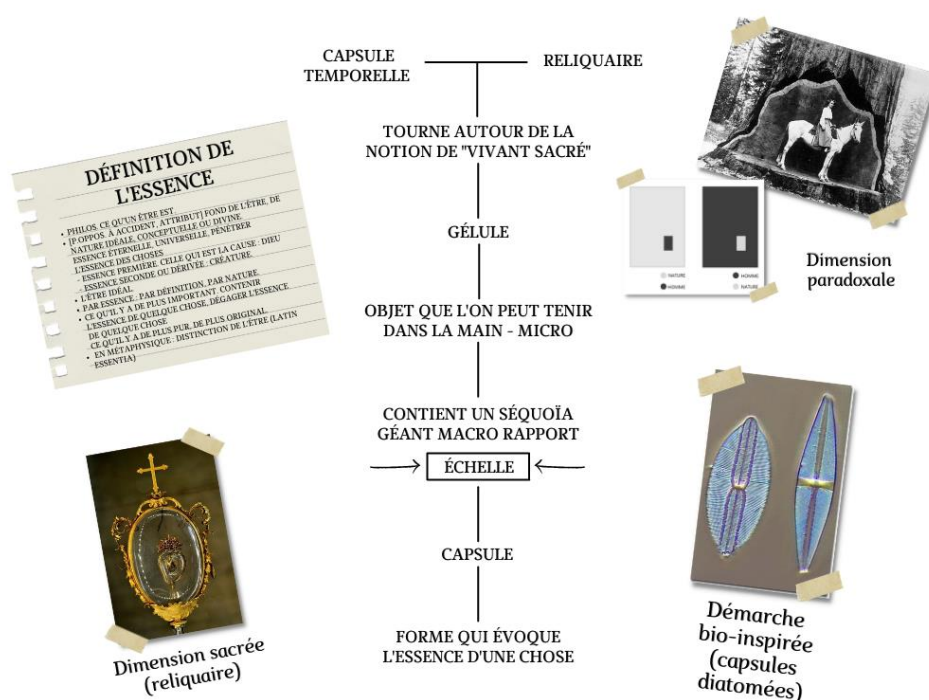 CAPSULE
TEMPORELLE
RELIQUAIRE
TOURNE AUTOUR DE LA
NOTION DE "VIVANT SACRÉ"
GÉLULE
OBJET QUE L'ON PEUT TENIR
DANS LA MAIN - MICRO
CONTIENT UN SÉQUOÏA
GÉANT MACRO RAPPORT
ÉCHELLE
CAPSULE
FORME QUI ÉVOQUE
L'ESSENCE D'UNE CHOSE
DÉFINITION DE
L'ESSENCE
• PHILOS. CE QU'UN ÊTRE EST.
• [P. OPPOS. À ACCIDENT, ATTRIBUT] FOND DE L'ÊTRE, DE
NATURE IDÉALE, CONCEPTUELLE OU DIVINE.
ESSENCE ÉTERNELLE, UNIVERSELLE, PÉNÉTRER
L'ESSENCE DES CHOSES
- ESSENCE PREMIÈRE. CELLE QUI EST LA CAUSE : DIEU
- ESSENCE SECONDE OU DÉRIVÉE : CRÉATURE.
• L'ÊTRE IDÉAL
• PAR ESSENCE : PAR DÉFINITION, PAR NATURE
• CE QU'IL Y A DE PLUS IMPORTANT. CONTENIR
L'ESSENCE DE QUELQUE CHOSE, DÉGAGER L'ESSENCE
DE QUELQUE CHOSE
CE QU'IL Y A DE PLUS PUR, DE PLUS ORIGINAL
• EN MÉTAPHYSIQUE : DISTINCTION DE L'ÊTRE (LATIN
ESSENTIA)
Dimension sacrée
(reliquaire)
NATURE
HOMME
HOMME
NATURE
Dimension
paradoxale
Démarche
bio-inspirée
(capsules
diatomées)